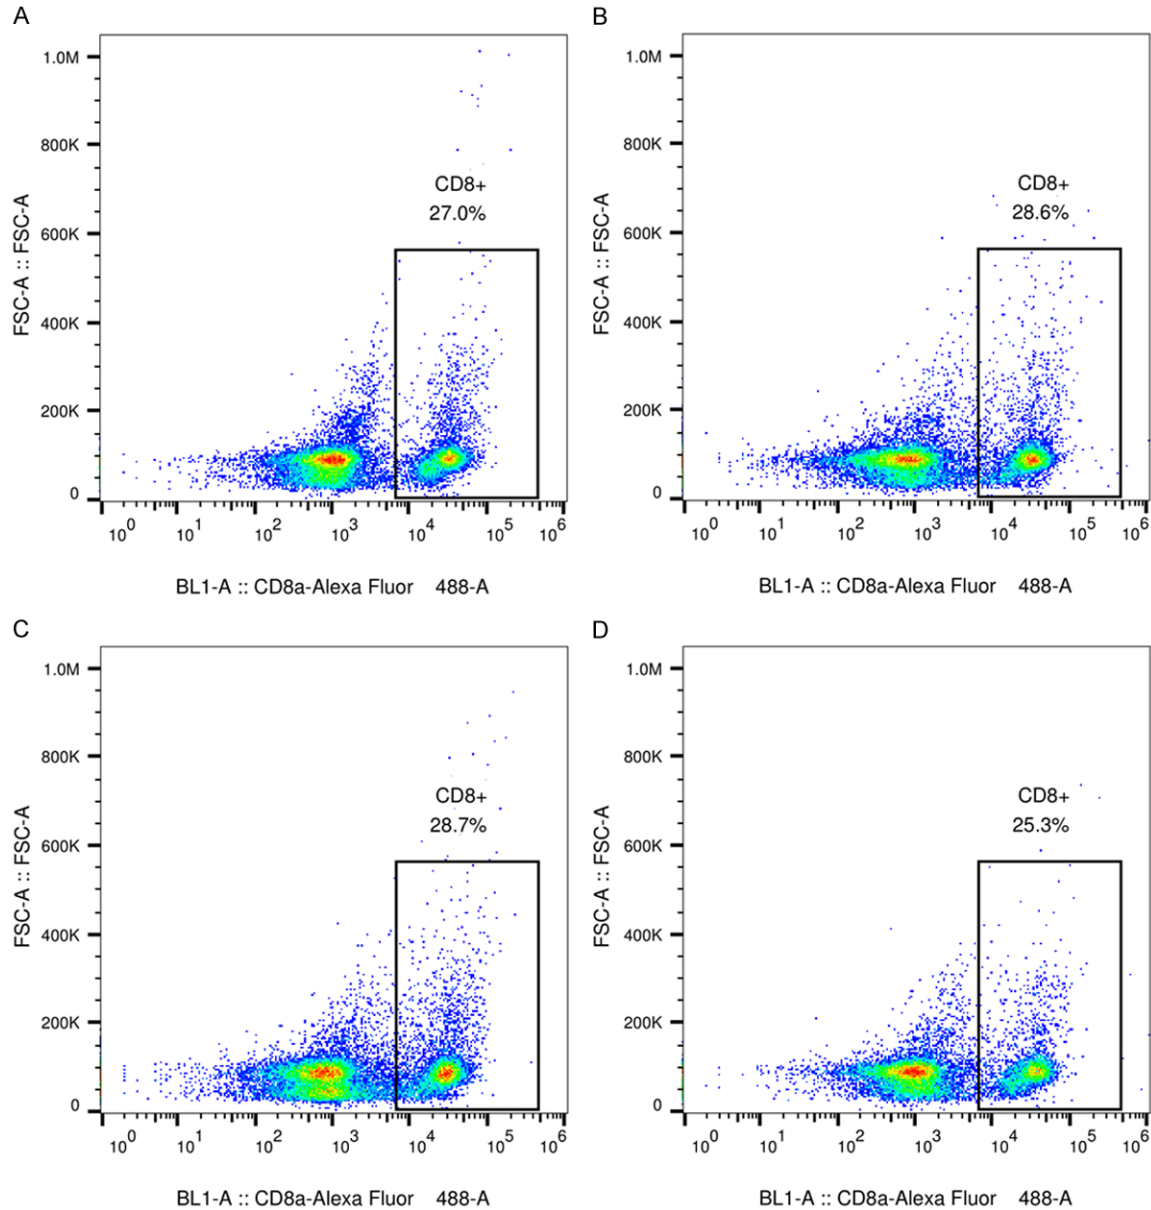 A
1.0M
800K
600K
400K
200K
0
FSC-A :: FSC-A
CD8+
27.0%
10^0 10^1 10^2 10^3 10^4 10^5 10^6
BL1-A :: CD8a-Alexa Fluor 488-A
B
1.0M
800K
600K
400K
200K
0
FSC-A :: FSC-A
CD8+
28.6%
10^0 10^1 10^2 10^3 10^4 10^5 10^6
BL1-A :: CD8a-Alexa Fluor 488-A
C
1.0M
800K
600K
400K
200K
0
FSC-A :: FSC-A
CD8+
28.7%
10^0 10^1 10^2 10^3 10^4 10^5 10^6
BL1-A :: CD8a-Alexa Fluor 488-A
D
1.0M
800K
600K
400K
200K
0
FSC-A :: FSC-A
CD8+
25.3%
10^0 10^1 10^2 10^3 10^4 10^5 10^6
BL1-A :: CD8a-Alexa Fluor 488-A